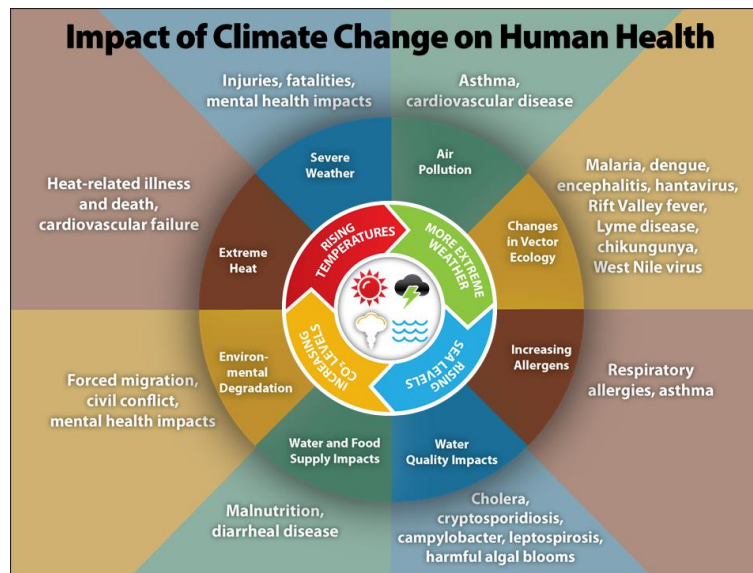 Impact of Climate Change on Human Health
Injuries, fatalities,
mental health impacts
Asthma,
cardiovascular disease
Severe
Weather
Air
Pollution
Heat-related illness
and death,
cardiovascular failure
Malaria, dengue,
encephalitis, hantavirus,
Rift Valley fever,
Lyme disease,
chikungunya,
West Nile virus
Extreme
Heat
Changes
in Vector
Ecology
RISING
TEMPERATURES
MORE EXTREME
WEATHER
INCREASING
CO₂ LEVELS
RISING
SEA LEVELS
Environ-
mental
Degradation
Increasing
Allergens
Forced migration,
civil conflict,
mental health impacts
Respiratory
allergies, asthma
Water and Food
Supply Impacts
Water
Quality Impacts
Malnutrition,
diarrheal disease
Cholera,
cryptosporidiosis,
campylobacter, leptospirosis,
harmful algal blooms